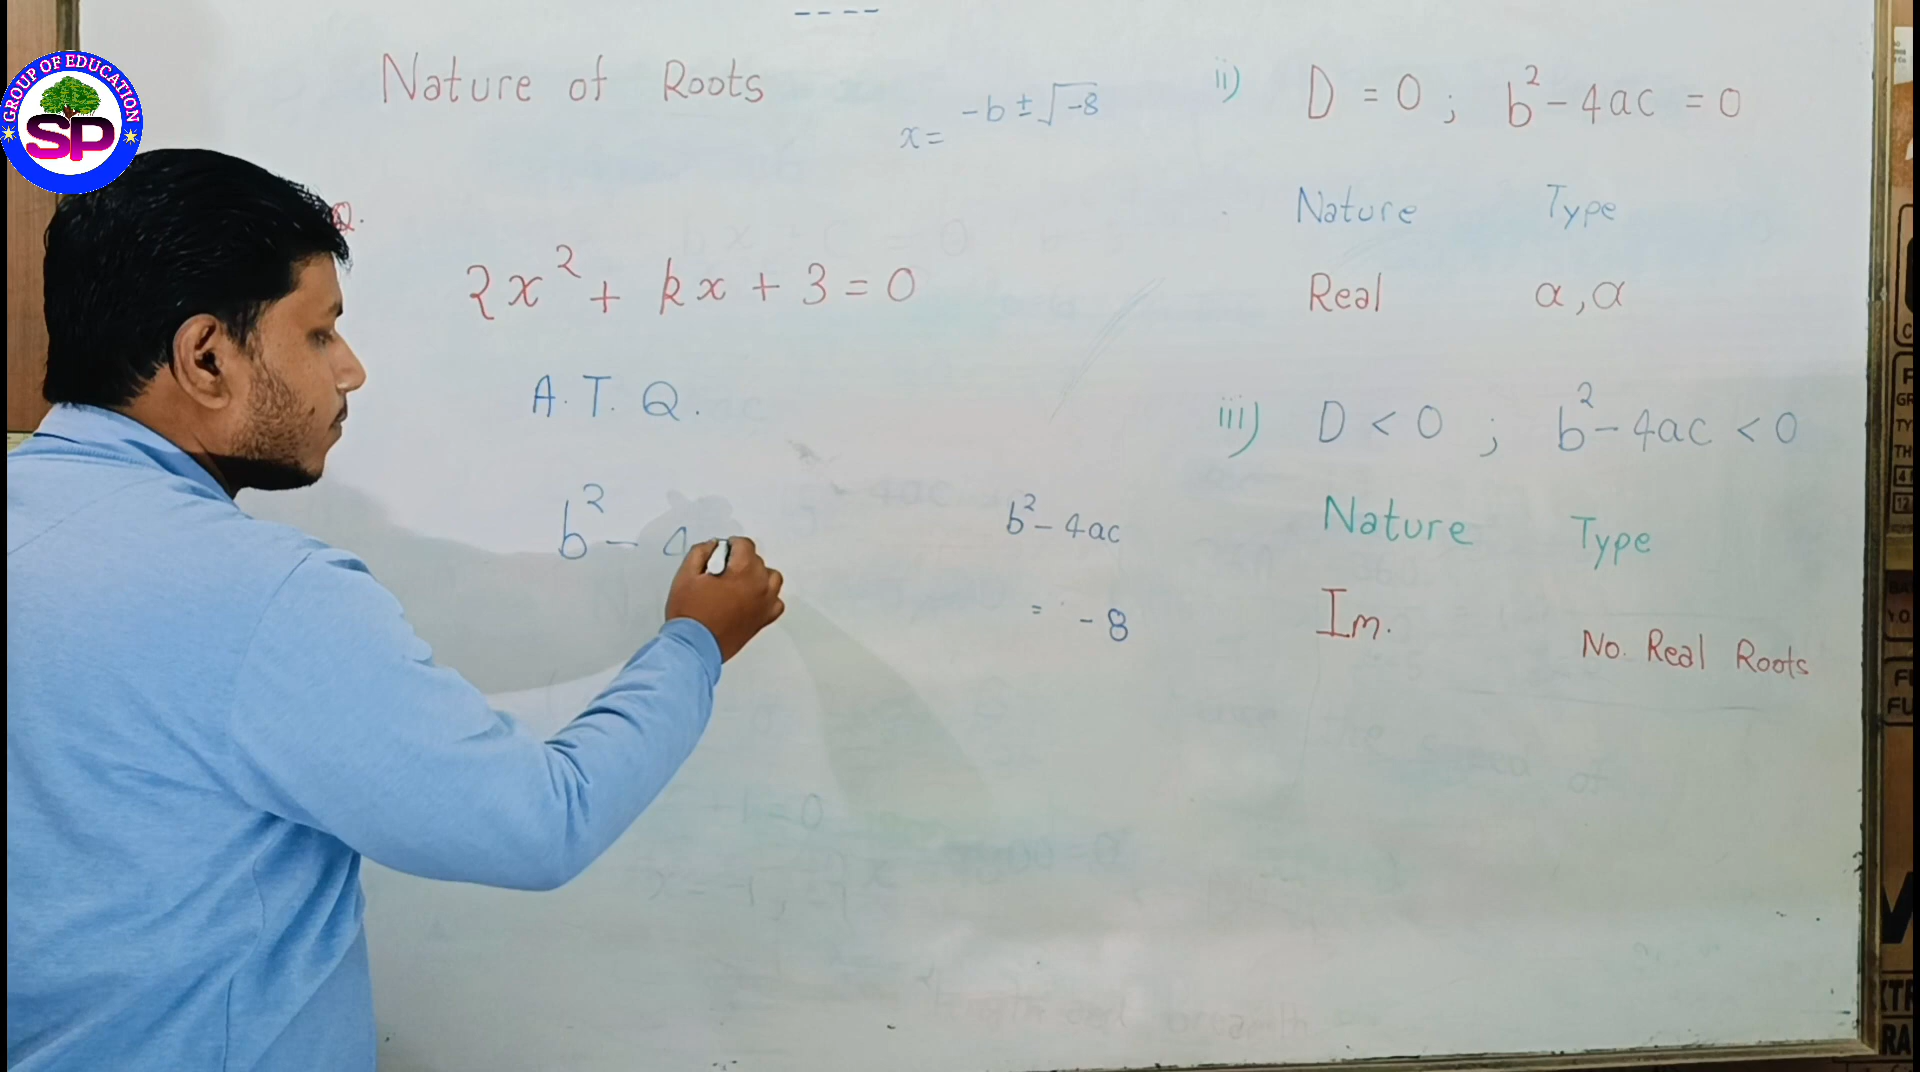 GROUP OF EDUCATION
SP
Nature of Roots
x = -b ± √-8
Q.
2x² + kx + 3 = 0
A. T. Q.
b² - 4
b² - 4ac
= -8
ii) D = 0 ; b² - 4ac = 0
Nature Type
Real α, α
iii) D < 0 ; b² - 4ac < 0
Nature Type
Im. No. Real Roots